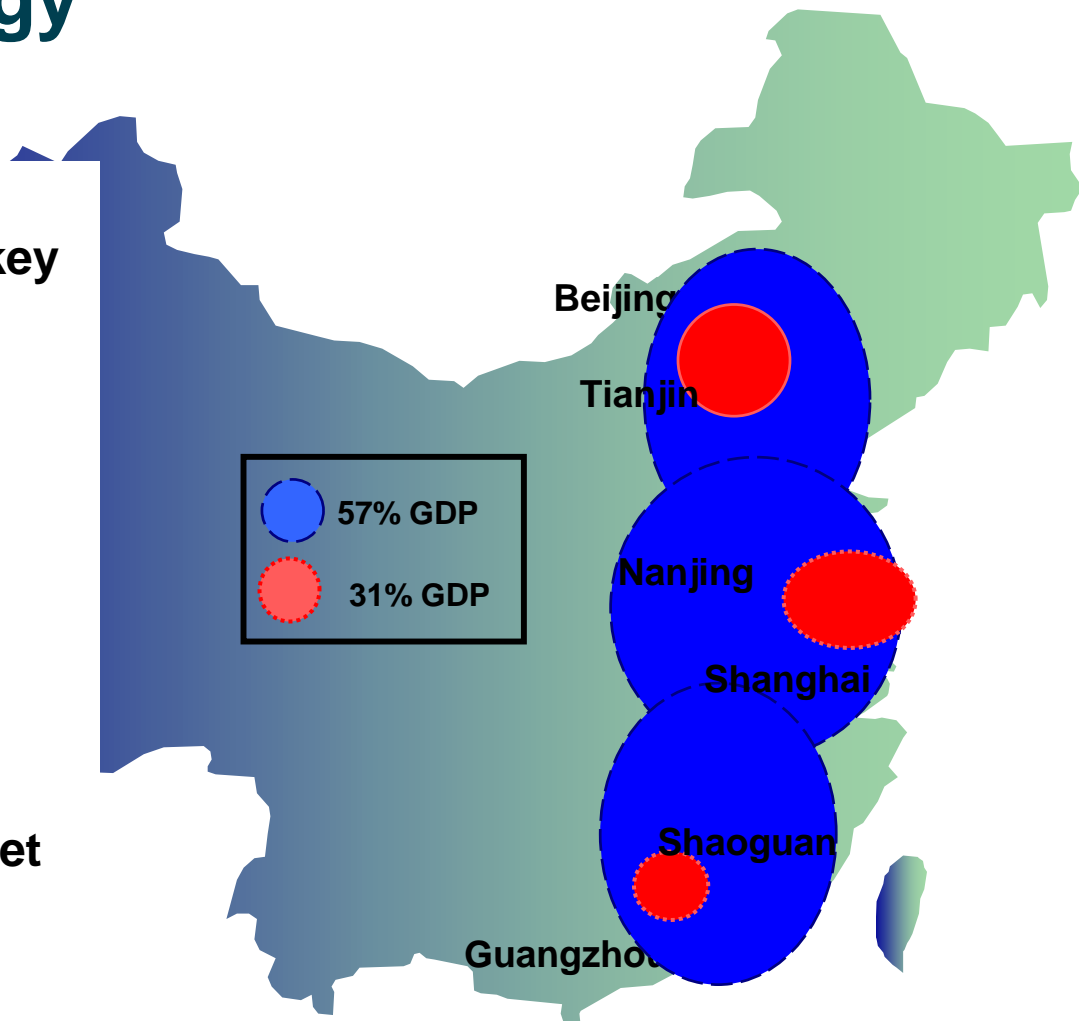 gy
key
Beijing
Tianjin
57% GDP
Nanjing
31% GDP
Shanghai
Shaoguan
et
Guangzhou